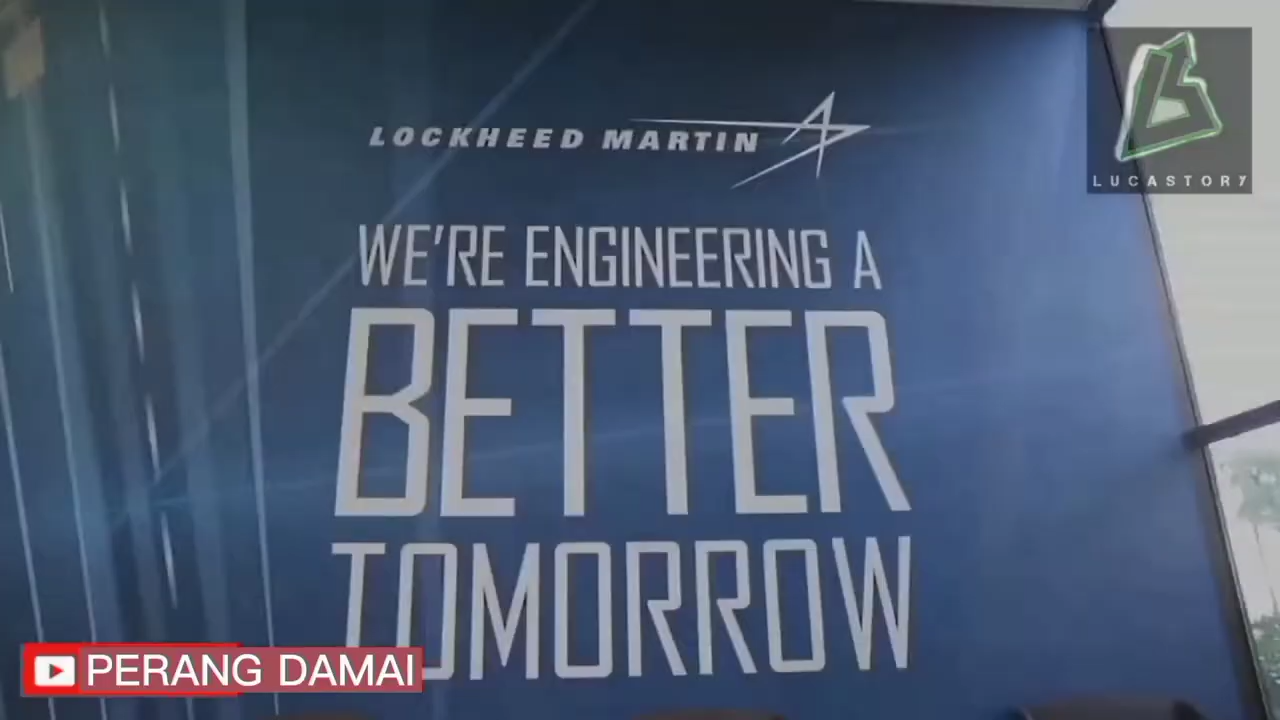 LOCKHEED MARTIN
WE'RE ENGINEERING A
BETTER
TOMORROW
LUCASTORY
PERANG DAMAI